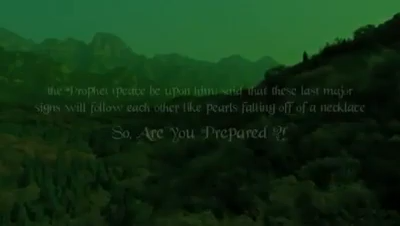 the Prophet (peace be upon him) said that these last major
signs will follow each other like pearls falling off of a necklace
So, Are You Prepared ?!